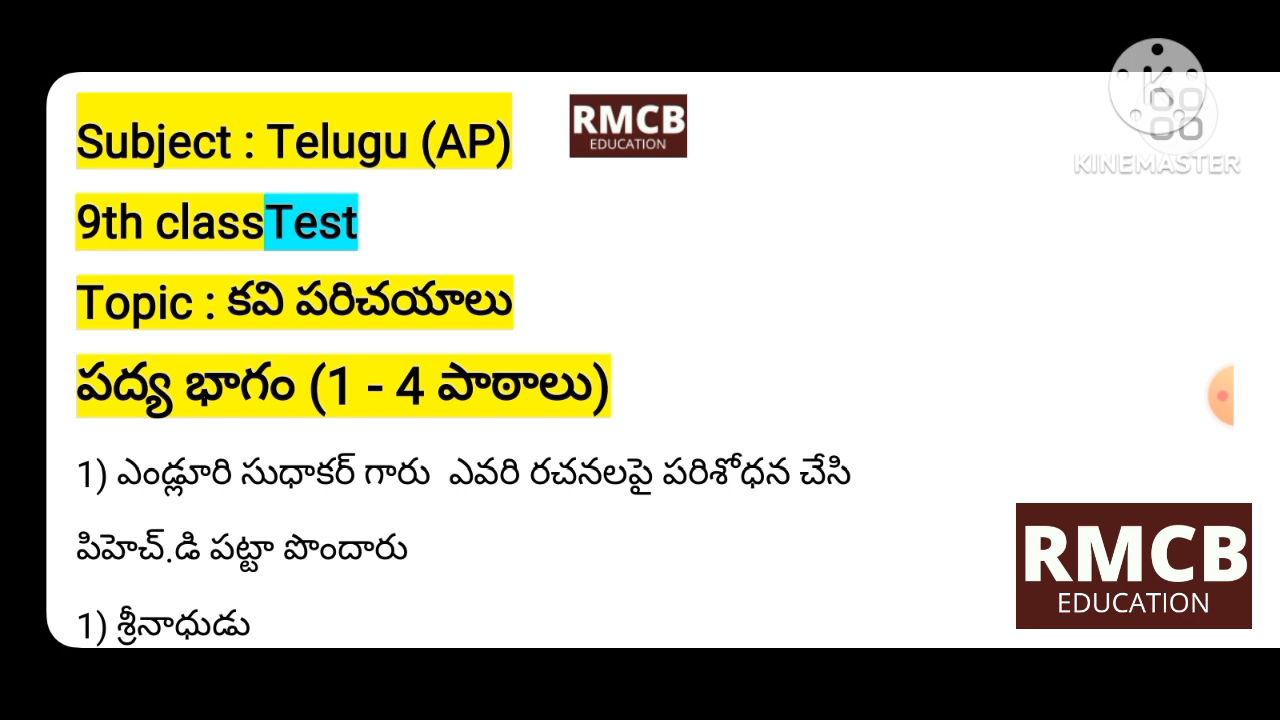 Subject : Telugu (AP)
RMCB
EDUCATION
KINEMASTER
9th classTest
Topic : కవి పరిచయాలు
పద్య భాగం (1 - 4 పాఠాలు)
1) ఎండ్లూరి సుధాకర్ గారు ఎవరి రచనలపై పరిశోధన చేసి
పిహెచ్.డి పట్టా పొందారు
1) శ్రీనాధుడు
RMCB
EDUCATION